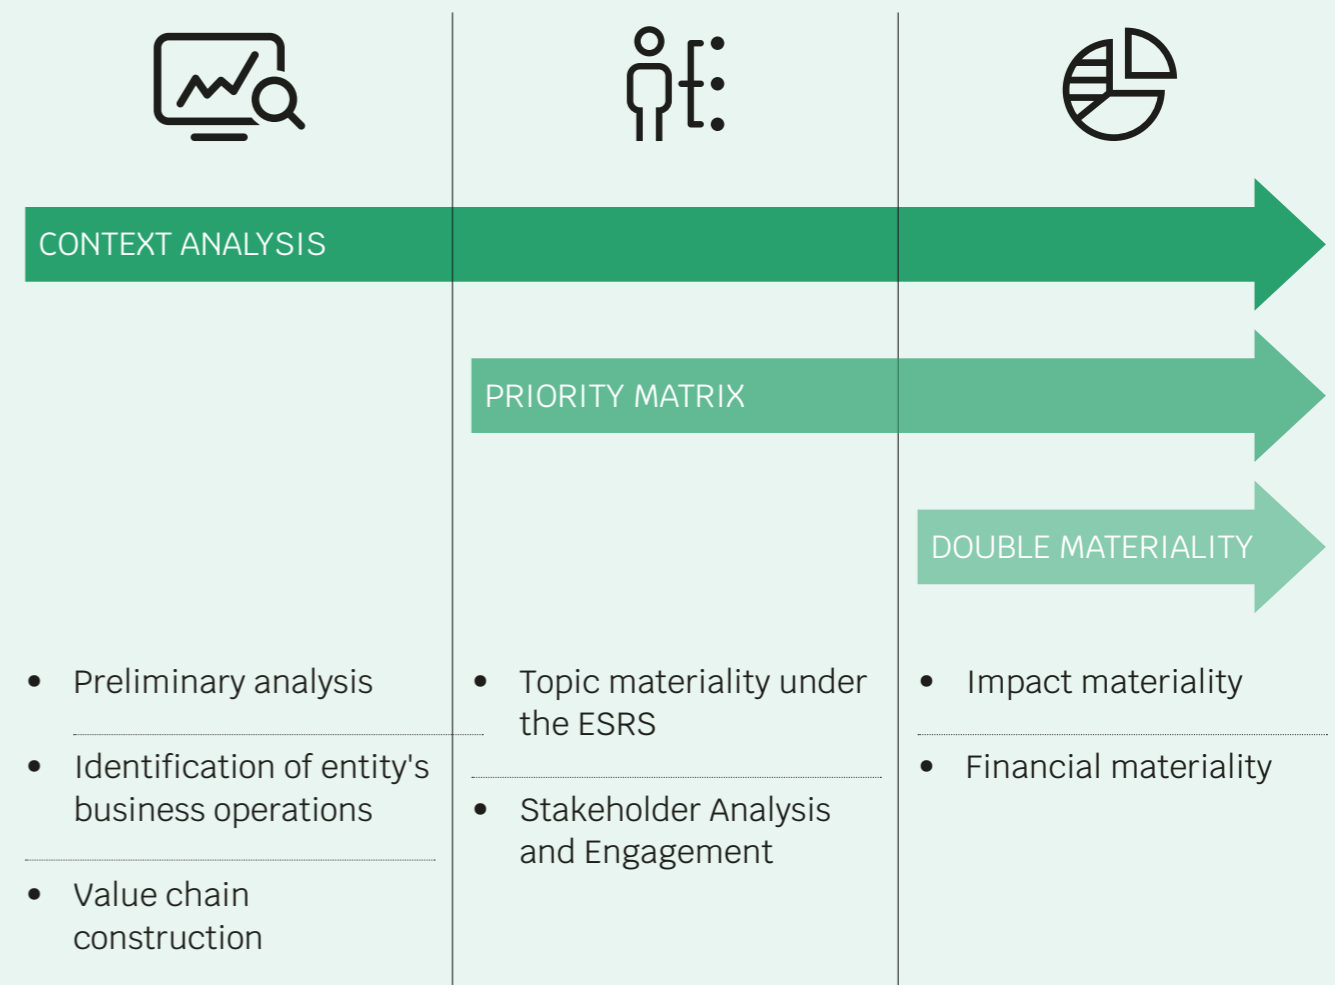 CONTEXT ANALYSIS
PRIORITY MATRIX
DOUBLE MATERIALITY
• Preliminary analysis
• Identification of entity's
business operations
• Value chain
construction
• Topic materiality under
the ESRS
• Stakeholder Analysis
and Engagement
• Impact materiality
• Financial materiality